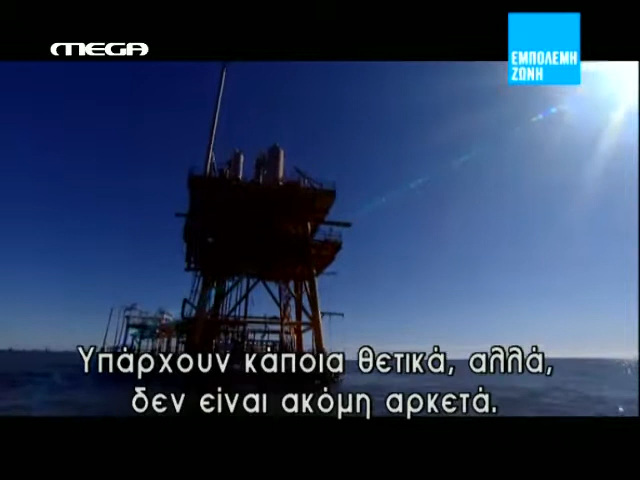 MEGA
ΕΜΠΟΛΕΜΗ
ΖΩΝΗ
Υπάρχουν κάποια θετικά, αλλά,
δεν είναι ακόμη αρκετά.